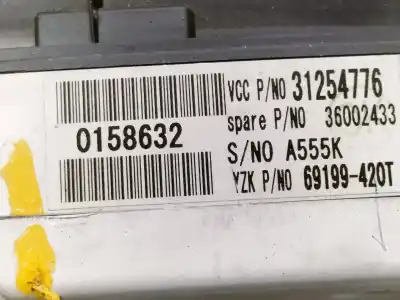 VCC P/NO 31254776
spare P/NO 36002433
0158632
S/NO A555K
YZK P/NO 69199-420T